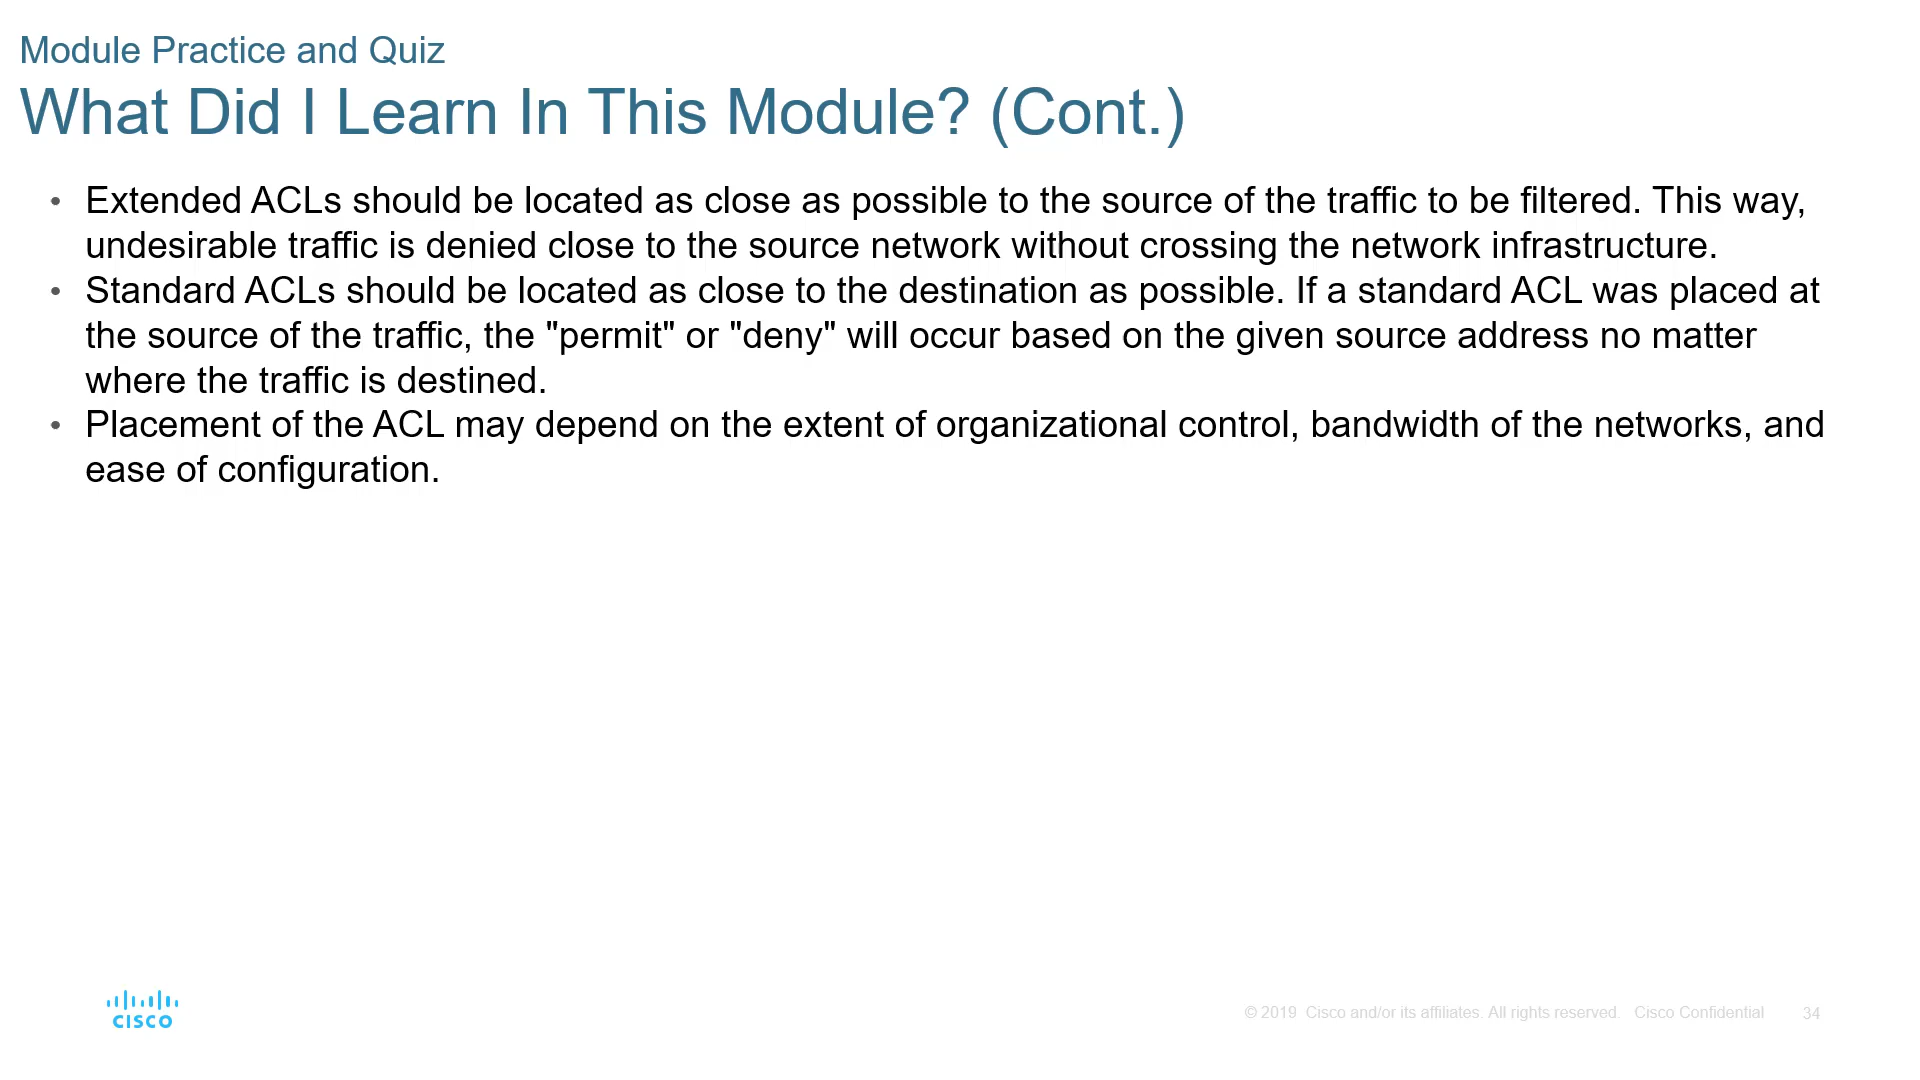 Module Practice and Quiz
What Did I Learn In This Module? (Cont.)
• Extended ACLs should be located as close as possible to the source of the traffic to be filtered. This way,
undesirable traffic is denied close to the source network without crossing the network infrastructure.
• Standard ACLs should be located as close to the destination as possible. If a standard ACL was placed at
the source of the traffic, the "permit" or "deny" will occur based on the given source address no matter
where the traffic is destined.
• Placement of the ACL may depend on the extent of organizational control, bandwidth of the networks, and
ease of configuration.
CISCO
© 2019 Cisco and/or its affiliates. All rights reserved. Cisco Confidential 34